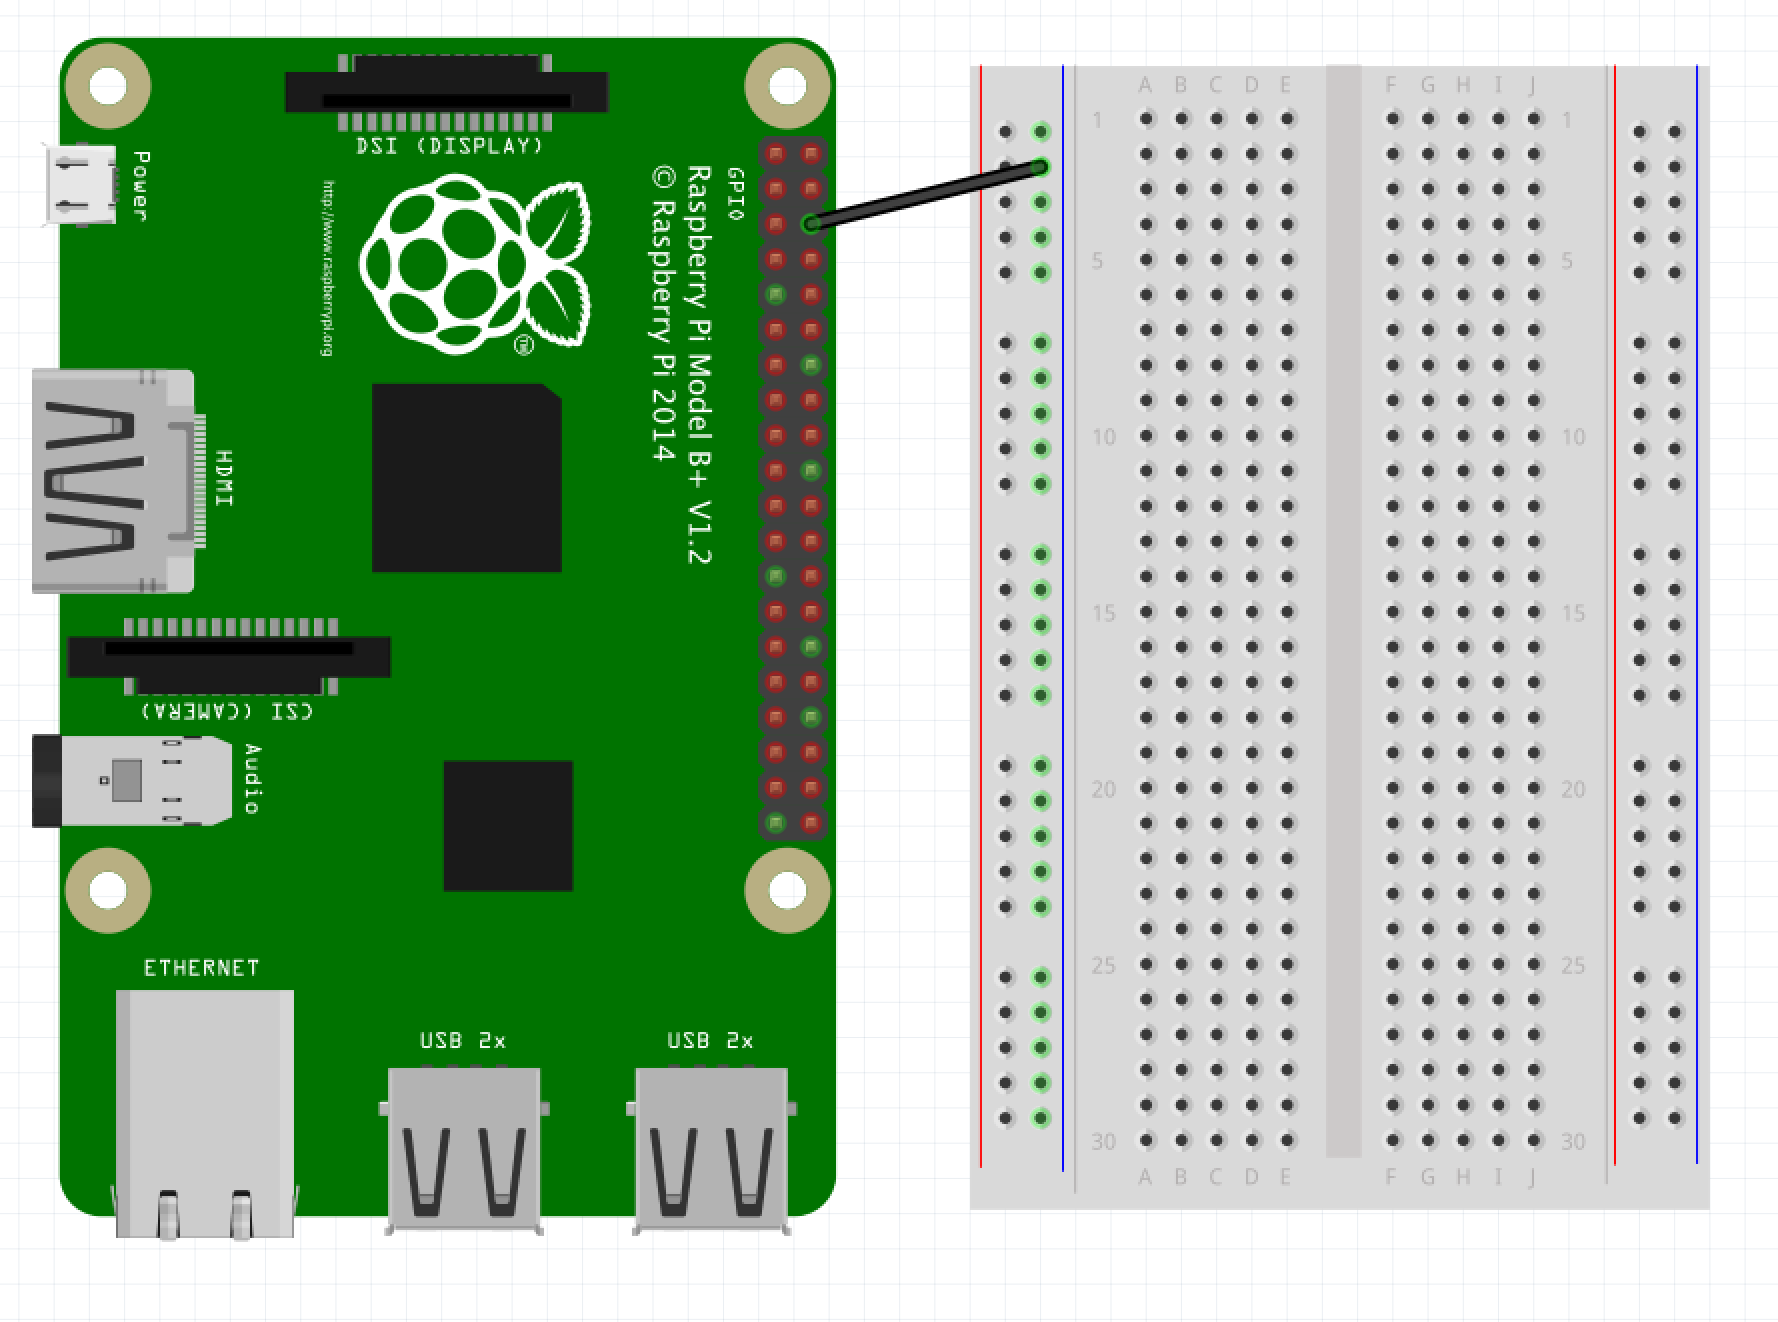 DSI (DISPLAY)
Power
http://www.raspberrypi.org
TM
GPIO
Raspberry Pi Model B+ V1.2
© Raspberry Pi 2014
HDMI
CSI (CAMERA)
Audio
ETHERNET
USB 2x
USB 2x
A B C D E F G H I J
1 1
5 5
10 10
15 15
20 20
25 25
30 30
A B C D E F G H I J